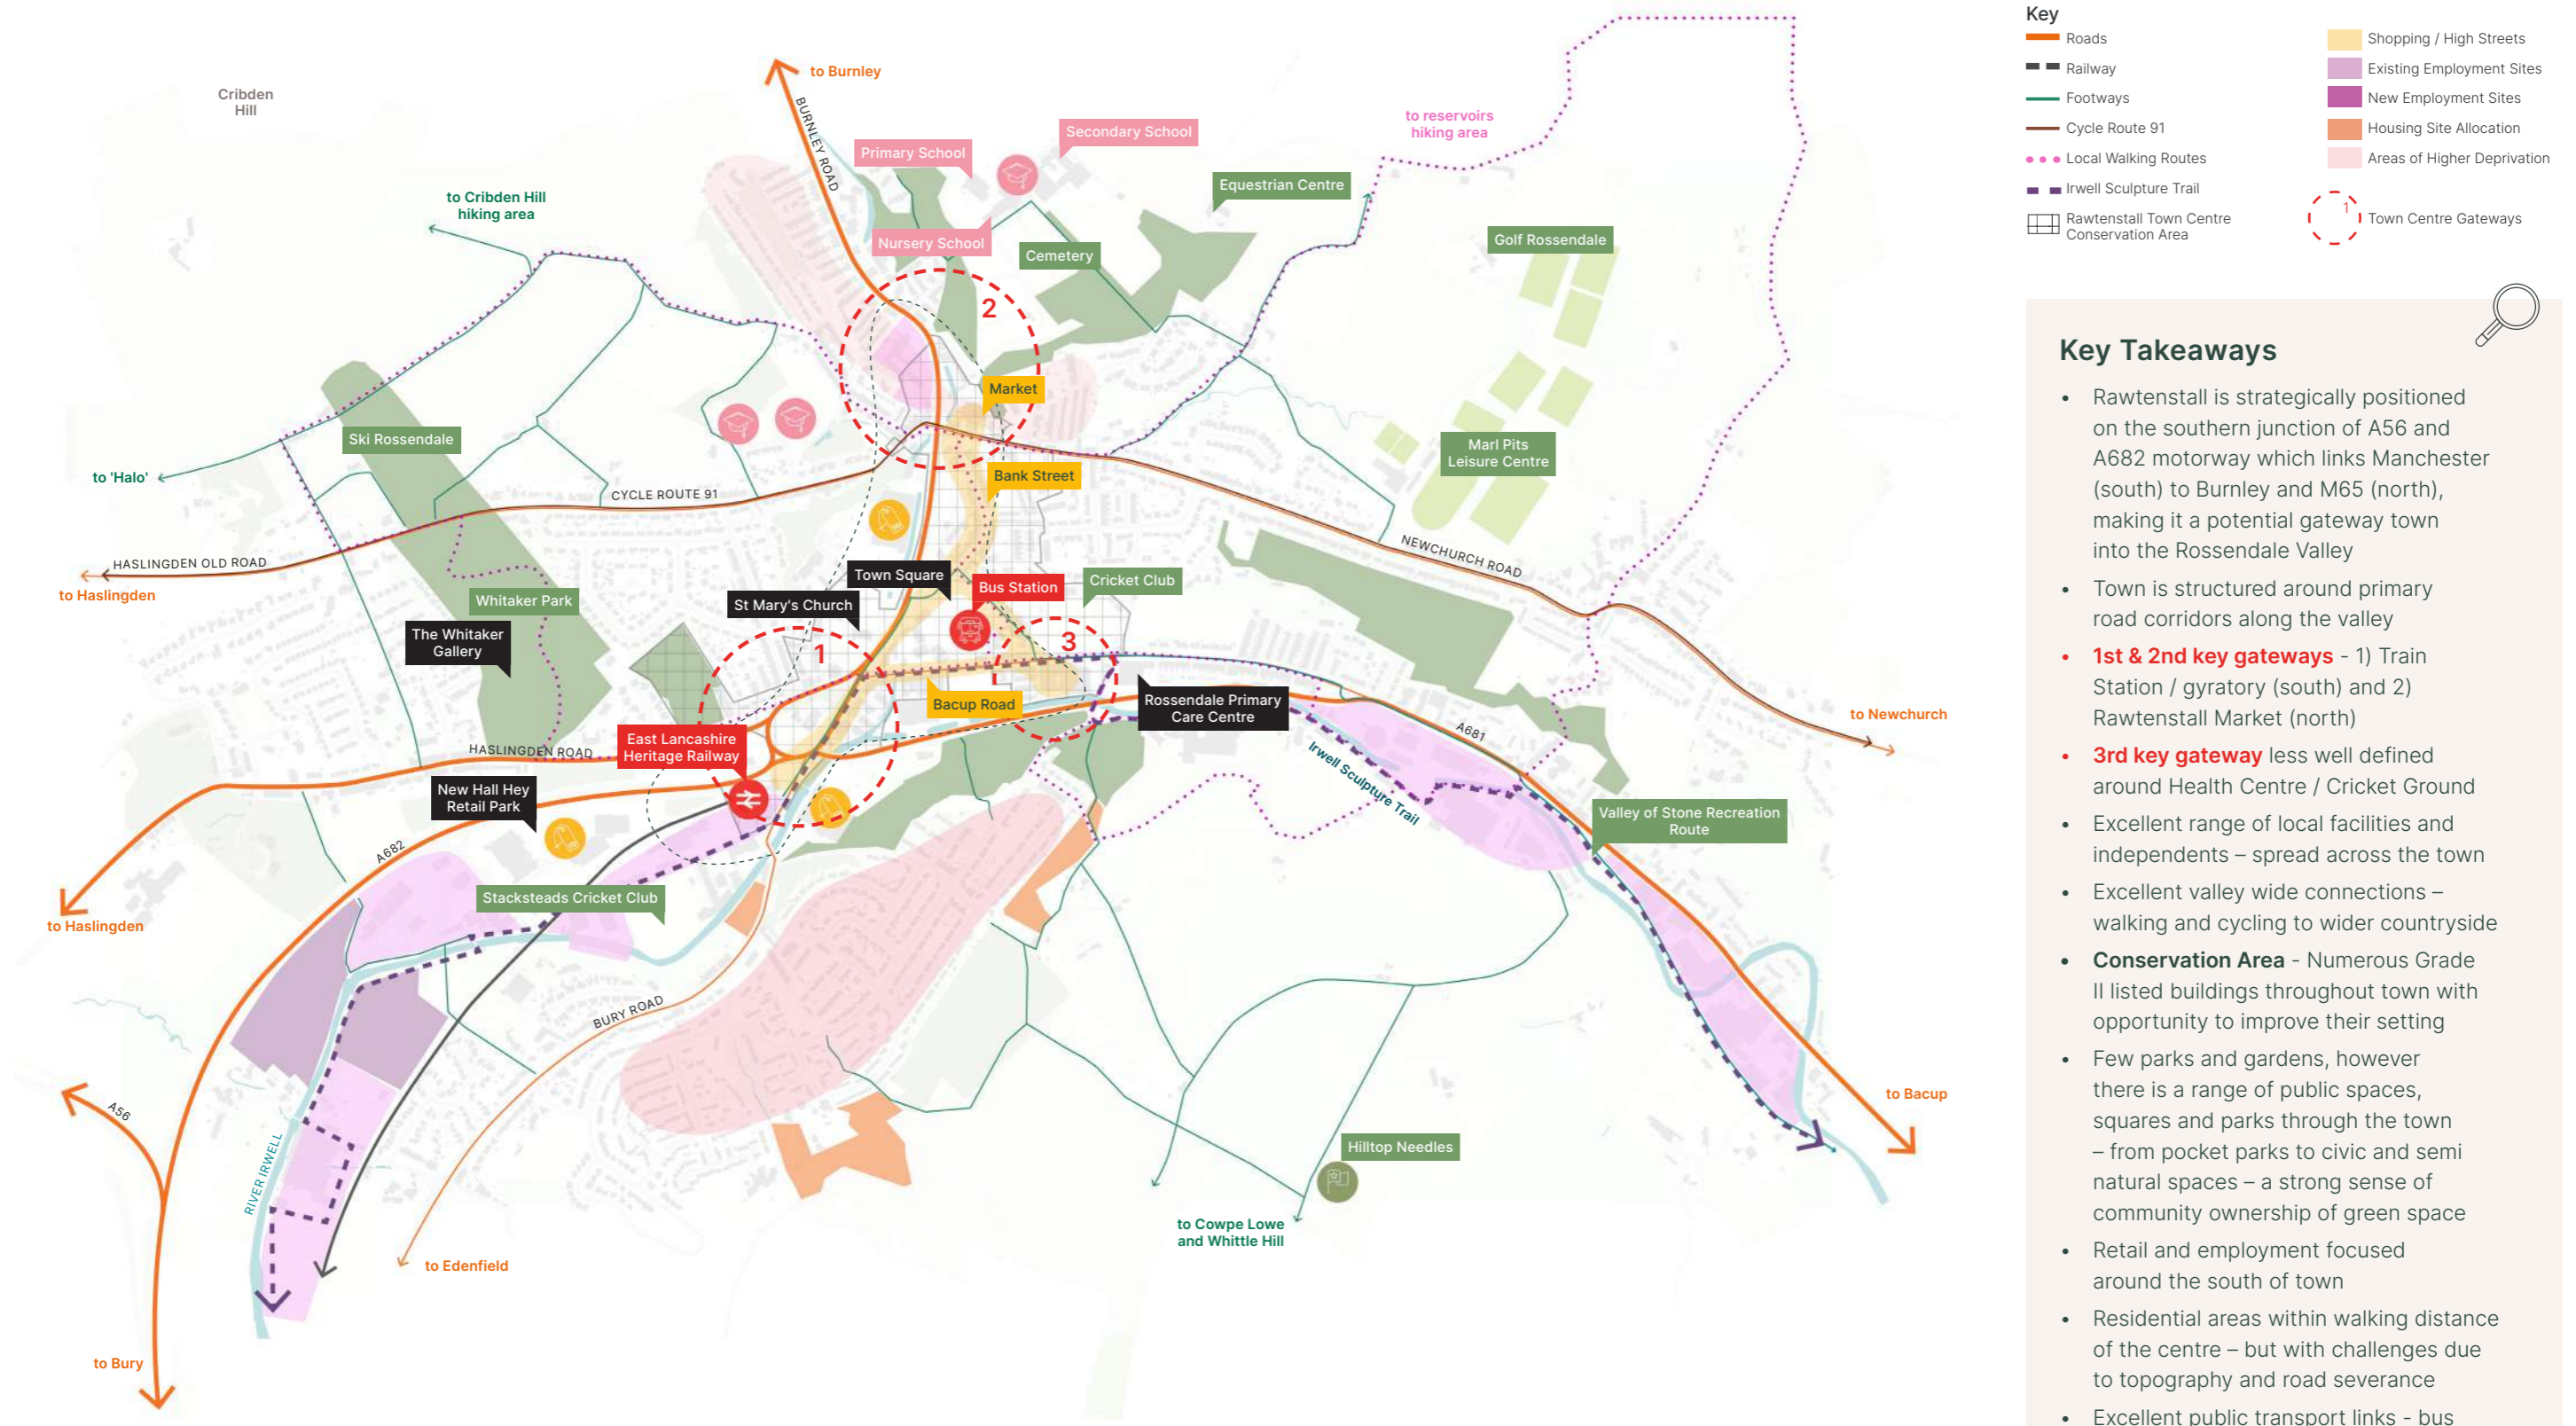 Cribden
Hill
to Burnley
BURNLEY ROAD
Primary School
Secondary School
to reservoirs
hiking area
Equestrian Centre
to Cribden Hill
hiking area
Nursery School
Cemetery
Golf Rossendale
2
Market
Ski Rossendale
Marl Pits
Leisure Centre
to 'Halo'
Bank Street
CYCLE ROUTE 91
NEWCHURCH ROAD
HASLINGDEN OLD ROAD
to Haslingden
Town Square
Bus Station
Cricket Club
Whitaker Park
St Mary's Church
The Whitaker
Gallery
1
3
Bacup Road
Rossendale Primary
Care Centre
to Newchurch
East Lancashire
Heritage Railway
HASLINGDEN ROAD
A681
Irwell Sculpture Trail
New Hall Hey
Retail Park
Valley of Stone Recreation
Route
A682
Stacksteads Cricket Club
to Haslingden
BURY ROAD
to Bacup
A56
RIVER IRWELL
Hilltop Needles
to Cowpe Lowe
and Whittle Hill
to Edenfield
to Bury
Key
Roads
Railway
Footways
Cycle Route 91
Local Walking Routes
Irwell Sculpture Trail
Rawtenstall Town Centre
Conservation Area
Shopping / High Streets
Existing Employment Sites
New Employment Sites
Housing Site Allocation
Areas of Higher Deprivation
1
Town Centre Gateways
Key Takeaways
• Rawtenstall is strategically positioned
on the southern junction of A56 and
A682 motorway which links Manchester
(south) to Burnley and M65 (north),
making it a potential gateway town
into the Rossendale Valley
• Town is structured around primary
road corridors along the valley
• 1st & 2nd key gateways - 1) Train
Station / gyratory (south) and 2)
Rawtenstall Market (north)
• 3rd key gateway less well defined
around Health Centre / Cricket Ground
• Excellent range of local facilities and
independents – spread across the town
• Excellent valley wide connections –
walking and cycling to wider countryside
• Conservation Area - Numerous Grade
II listed buildings throughout town with
opportunity to improve their setting
• Few parks and gardens, however
there is a range of public spaces,
squares and parks through the town
– from pocket parks to civic and semi
natural spaces – a strong sense of
community ownership of green space
• Retail and employment focused
around the south of town
• Residential areas within walking distance
of the centre – but with challenges due
to topography and road severance
• Excellent public transport links - bus